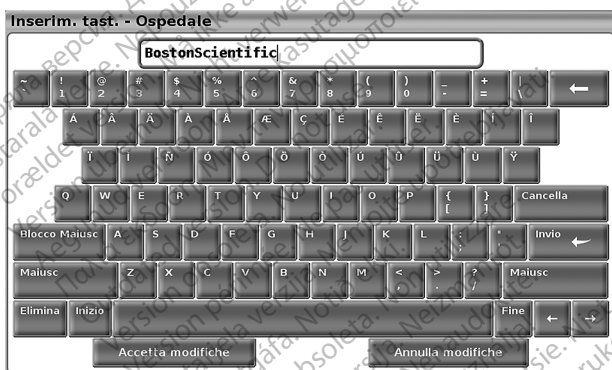 Inserim. tast. - Ospedale
BostonScientific
~ ! @ # $ % ^ & * ( ) _ + |
` 1 2 3 4 5 6 7 8 9 0 - = \
Á Â Ä À Å Æ Ç É Ê Ë È Í Î
Ï Ì Ñ Ó Ô Ö Ò Ú Û Ü Ù Ÿ
Q W E R T Y U I O P { } Cancella
[ ]
Blocco Maiusc A S D F G H J K L : " Invio
; '
Maiusc Z X C V B N M < > ? Maiusc
, . /
Elimina Inizio Fine ← →
Accetta modifiche Annulla modifiche